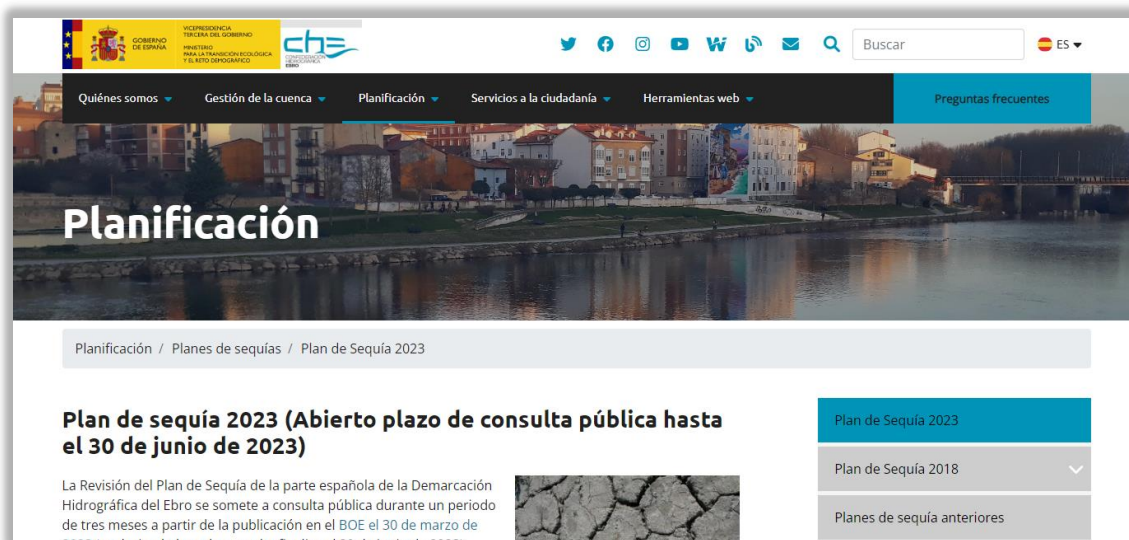 GOBIERNO
DE ESPAÑA
VICEPRESIDENCIA
TERCERA DEL GOBIERNO
MINISTERIO
PARA LA TRANSICIÓN ECOLÓGICA
Y EL RETO DEMOGRÁFICO
che
CONFEDERACIÓN
HIDROGRÁFICA
EBRO
Buscar
ES
Quiénes somos
Gestión de la cuenca
Planificación
Servicios a la ciudadanía
Herramientas web
Preguntas frecuentes
Planificación
Planificación / Planes de sequías / Plan de Sequía 2023
Plan de sequía 2023 (Abierto plazo de consulta pública hasta
el 30 de junio de 2023)
La Revisión del Plan de Sequía de la parte española de la Demarcación
Hidrográfica del Ebro se somete a consulta pública durante un periodo
de tres meses a partir de la publicación en el BOE el 30 de marzo de
Plan de Sequía 2023
Plan de Sequía 2018
Planes de sequía anteriores